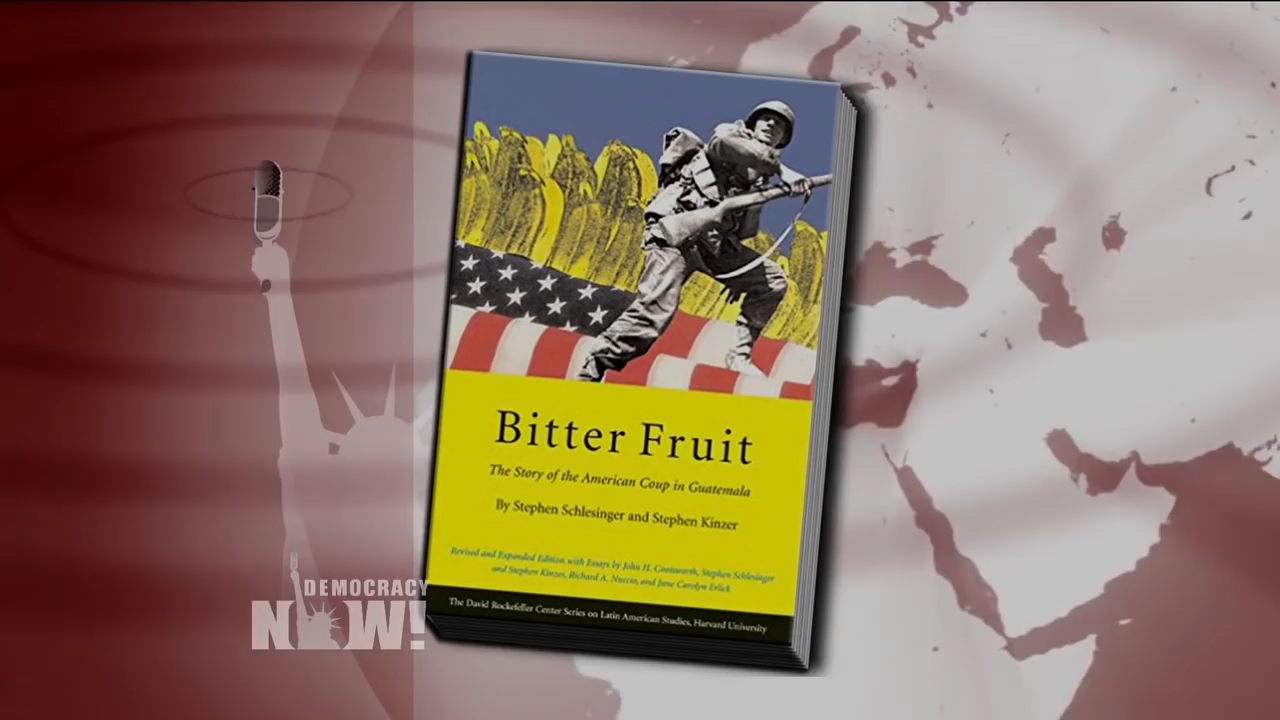 Bitter Fruit
The Story of the American Coup in Guatemala
By Stephen Schlesinger and Stephen Kinzer
Revised and Expanded Edition with Essays by John H. Coatsworth, Stephen Schlesinger
and Stephen Kinzer, Richard A. Nuccio, and June Carolyn Erlick
The David Rockefeller Center Series on Latin American Studies, Harvard University
DEMOCRACY
NOW!